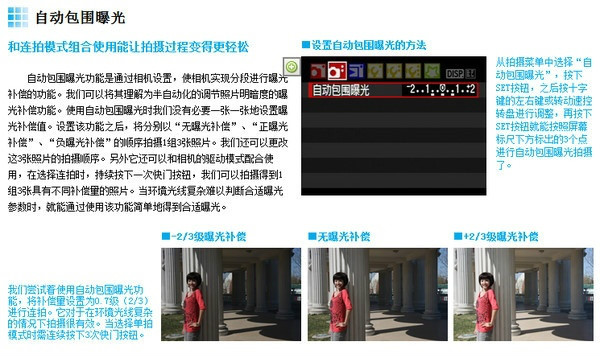 自动包围曝光
和连拍模式组合使用能让拍摄过程变得更轻松
自动包围曝光功能是通过相机设置，使相机实现分段进行曝光
补偿的功能。我们可以将其理解为半自动化的调节照片明暗度的曝
光补偿功能。使用自动包围曝光时我们没有必要一张一张地设置曝
光补偿值。设置该功能之后，将分别以“无曝光补偿”、“正曝光
补偿”、“负曝光补偿”的顺序拍摄1组3张照片。我们还可以更改
这3张照片的拍摄顺序。另外它还可以和相机的驱动模式配合使
用，在选择连拍时，持续按下一次快门按钮，我们可以拍摄得到1
组3张具有不同补偿量的照片。当环境光线复杂难以判断合适曝光
参数时，就能通过使用该功能简单地得到合适曝光。
■设置自动包围曝光的方法
DISP.
自动包围曝光
-2..1..0.1.:2
从拍摄菜单中选择“自
动包围曝光”，按下
SET按钮，之后按十字
键的左右键或转动速控
转盘进行调整，再按下
SET按钮就能按照屏幕
标尺下方标出的3个点
进行自动包围曝光拍摄
了。
■-2/3级曝光补偿
■无曝光补偿
■+2/3级曝光补偿
我们尝试着使用自动包围曝光功
能，将补偿量设置为0.7级（2/3）
进行连拍。它对于在环境光线复杂
的情况下拍摄很有效。当选择单拍
模式时需连续按下3次快门按钮。